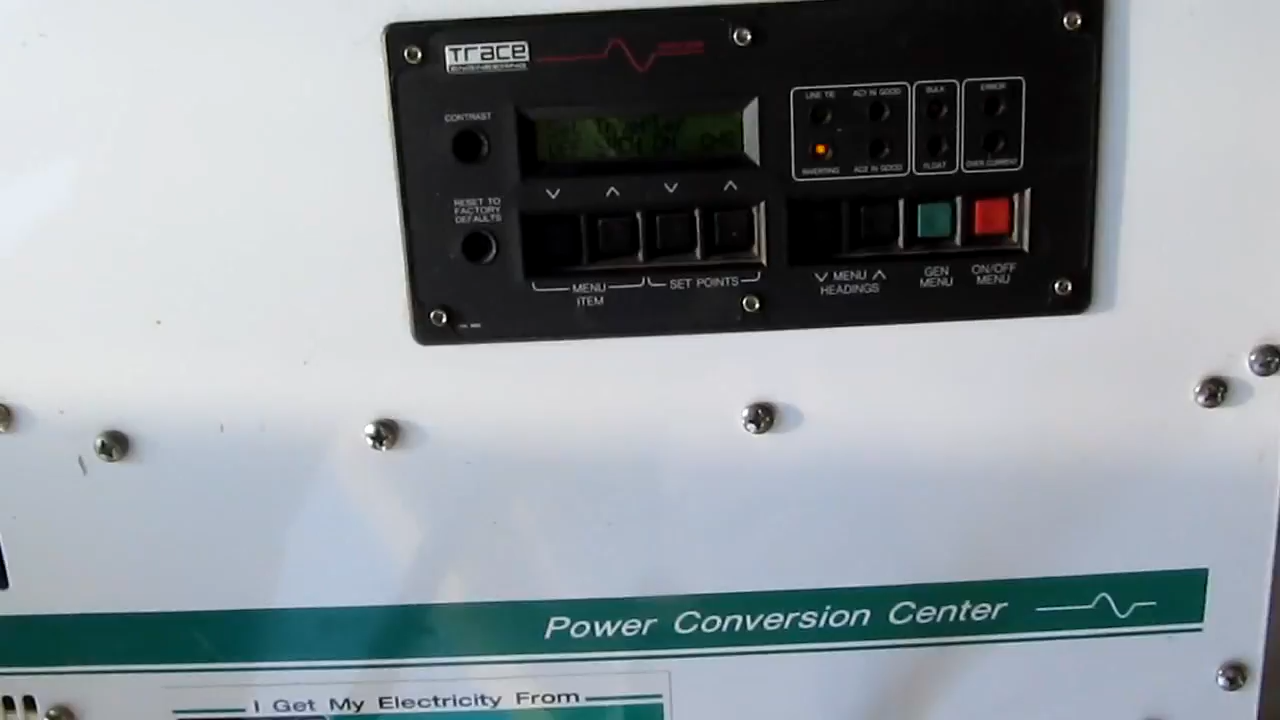 Trace
ENGINEERING
CONTRAST
RESET TO
FACTORY
DEFAULTS
MENU
ITEM
SET POINTS
LINE TIE
AC1 IN GOOD
BULK
ERROR
INVERTING
AC2 IN GOOD
FLOAT
OVER CURRENT
MENU
HEADINGS
GEN
MENU
ON/OFF
MENU
Power Conversion Center
I Get My Electricity From